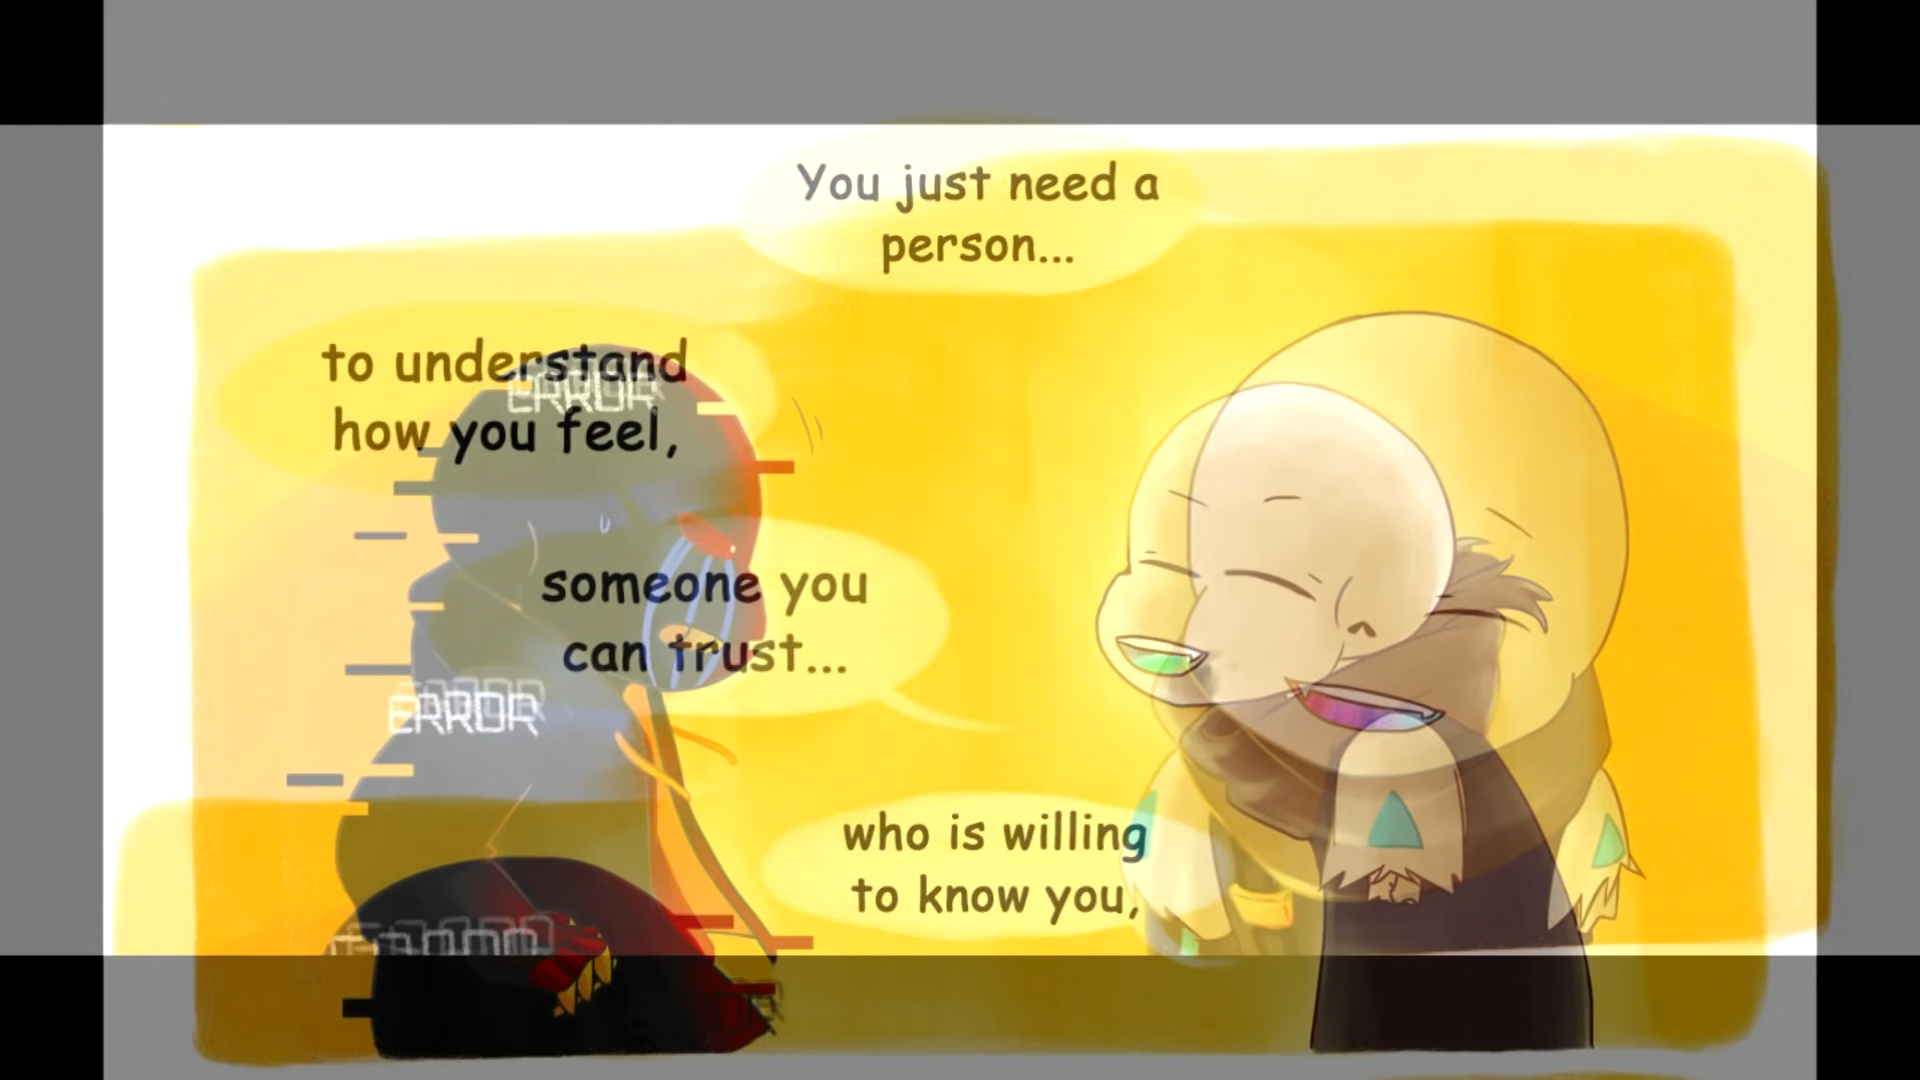 You just need a
person...
to understand
how you feel,
ERROR
someone you
can trust...
ERROR
who is willing
to know you,